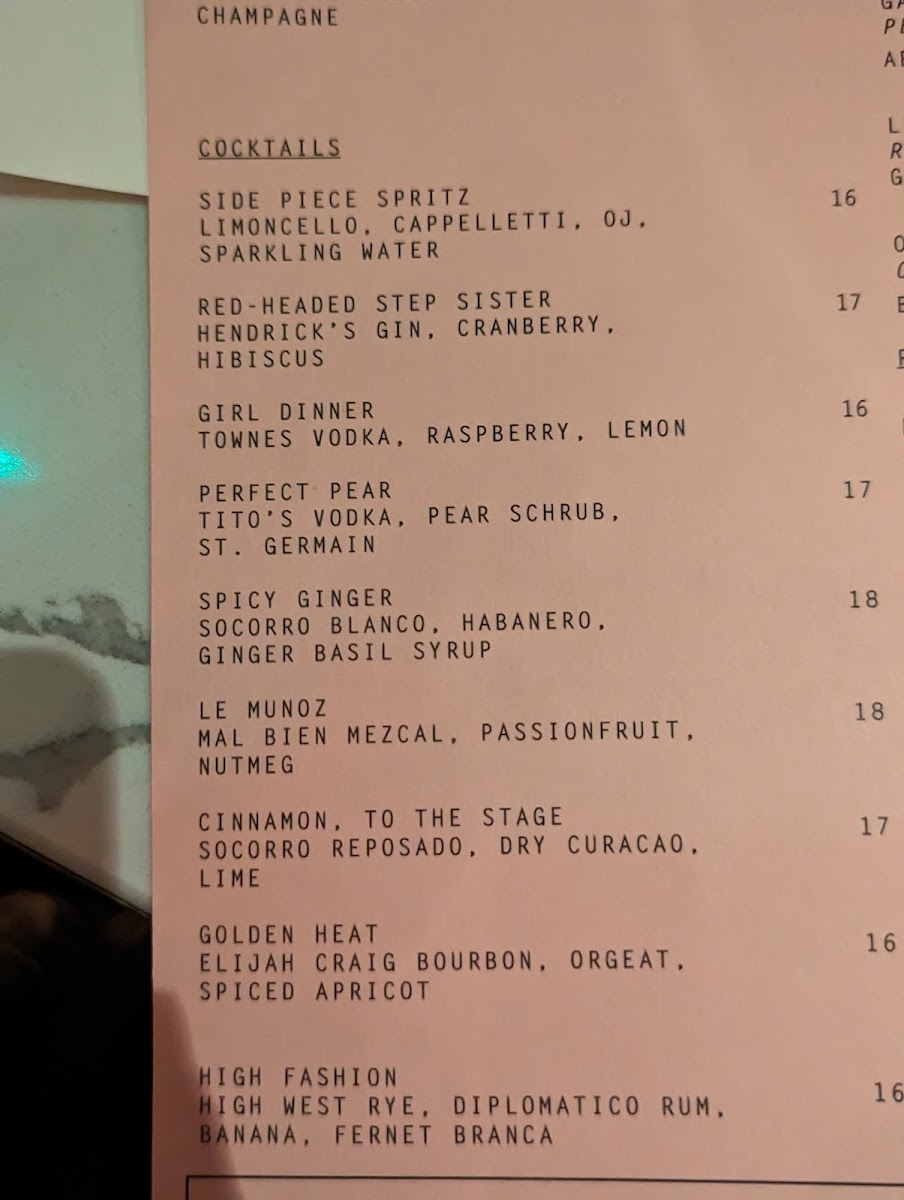 CHAMPAGNE
COCKTAILS
SIDE PIECE SPRITZ 16
LIMONCELLO, CAPPELLETTI, OJ,
SPARKLING WATER
RED-HEADED STEP SISTER 17
HENDRICK'S GIN, CRANBERRY,
HIBISCUS
GIRL DINNER 16
TOWNES VODKA, RASPBERRY, LEMON
PERFECT PEAR 17
TITO'S VODKA, PEAR SCHRUB,
ST. GERMAIN
SPICY GINGER 18
SOCORRO BLANCO, HABANERO,
GINGER BASIL SYRUP
LE MUNOZ 18
MAL BIEN MEZCAL, PASSIONFRUIT,
NUTMEG
CINNAMON, TO THE STAGE 17
SOCORRO REPOSADO, DRY CURACAO,
LIME
GOLDEN HEAT 16
ELIJAH CRAIG BOURBON, ORGEAT,
SPICED APRICOT
HIGH FASHION 16
HIGH WEST RYE, DIPLOMATICO RUM,
BANANA, FERNET BRANCA